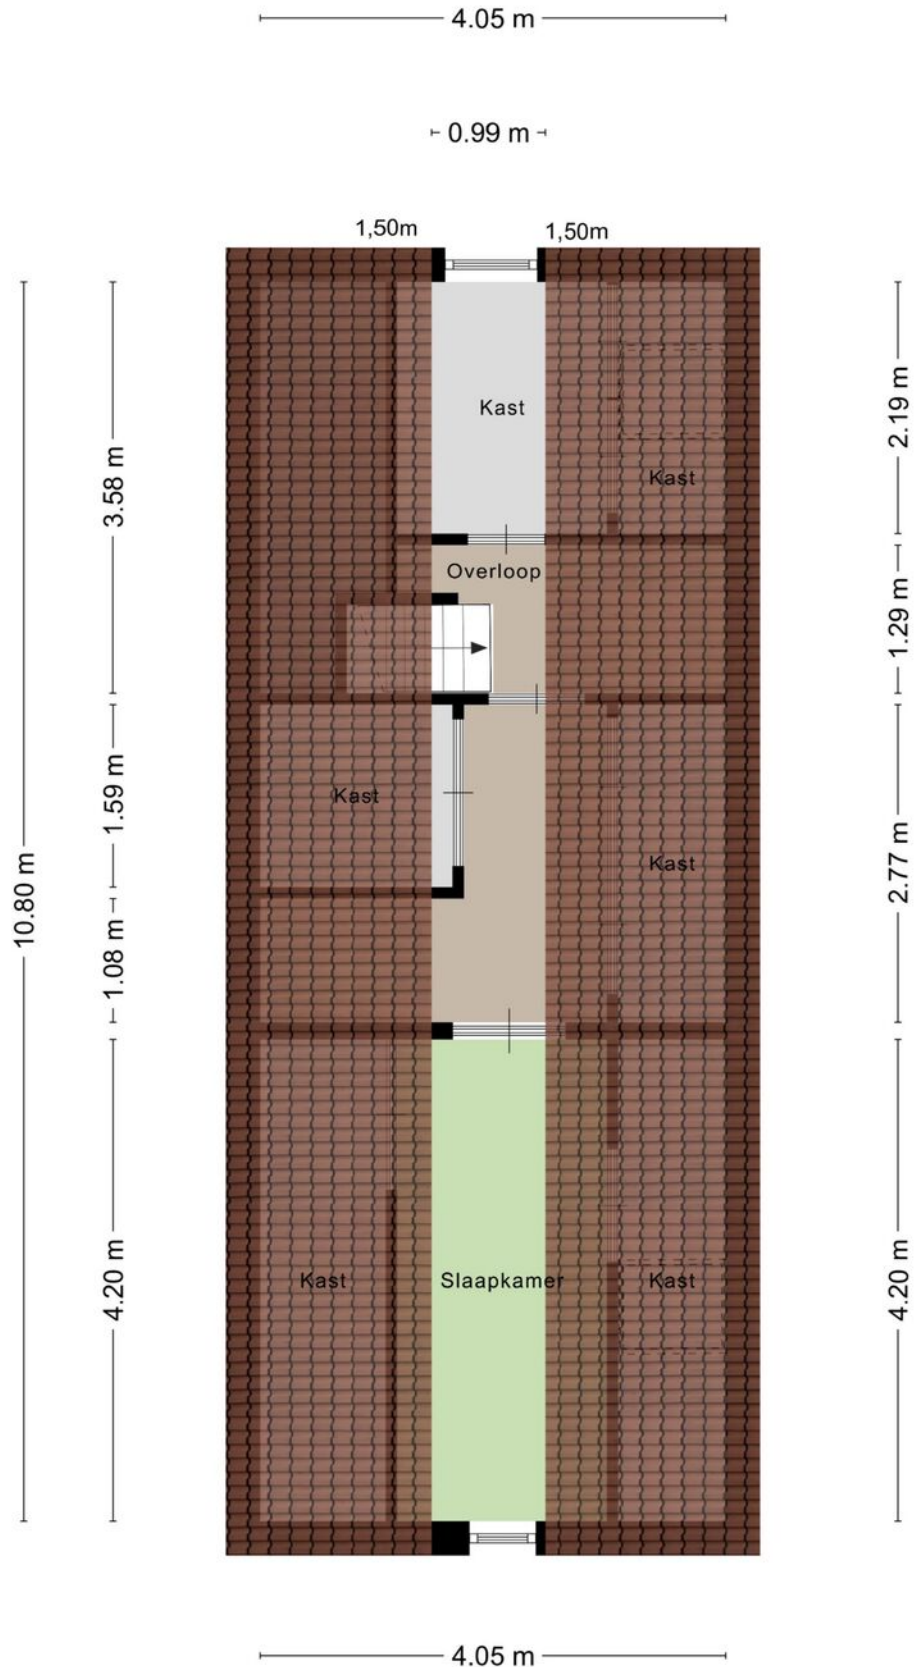 4.05 m
0.99 m
1,50m
1,50m
Kast
2.19 m
3.58 m
Kast
Overloop
1.29 m
Kast
1.59 m
Kast
2.77 m
10.80 m
1.08 m
Kast
Slaapkamer
Kast
4.20 m
4.20 m
4.05 m